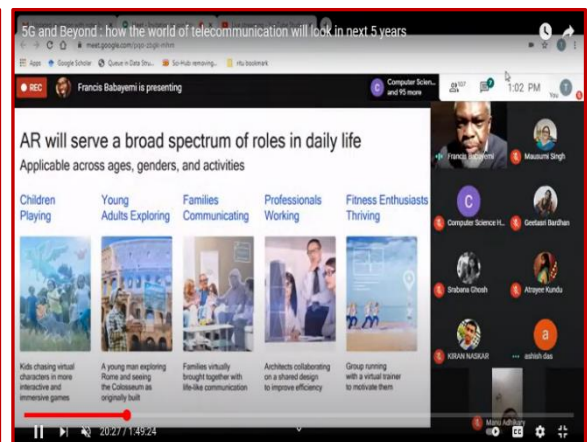 5G and Beyond : how the world of telecommunication will look in next 5 years
meet.google.com/pxp-zbgk-mhm
Apps Google Scholar Queue in Data Stru... Sci-Hub removing... ritu bookmark
REC Francis Babayemi is presenting
Computer Scien...
and 95 more
107
1:02 PM
You
AR will serve a broad spectrum of roles in daily life
Applicable across ages, genders, and activities
Children
Playing
Young
Adults Exploring
Families
Communicating
Professionals
Working
Fitness Enthusiasts
Thriving
Kids chasing virtual
characters in more
interactive and
immersive games
A young man exploring
Rome and seeing
the Colosseum as
originally built
Families virtually
brought together with
life-like communication
Architects collaborating
on a shared design
to improve efficiency
Group running
with a virtual trainer
to motivate them
Francis Babayemi
Mausumi Singh
C
Computer Science H...
Geetasri Bardhan
Srabana Ghosh
Atrayee Kundu
KIRAN NASKAR
a
ashish das
Manu Adhikary
20:27 / 1:49:24